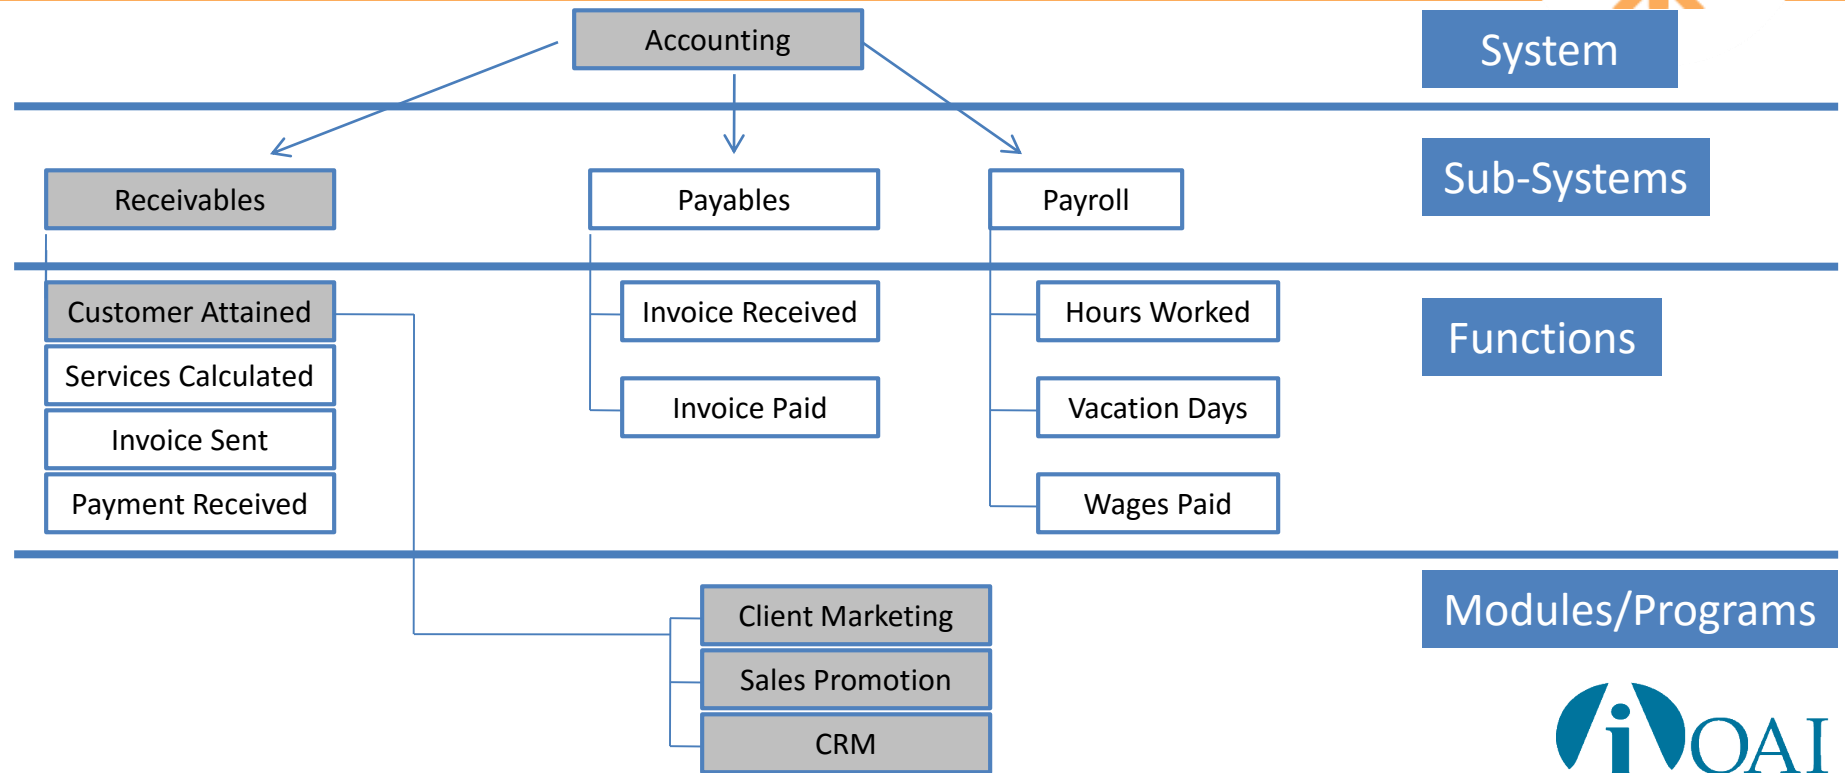 Accounting
System
Receivables
Payables
Payroll
Sub-Systems
Customer Attained
Services Calculated
Invoice Sent
Payment Received
Invoice Received
Invoice Paid
Hours Worked
Vacation Days
Wages Paid
Functions
Client Marketing
Sales Promotion
CRM
Modules/Programs
i OAI